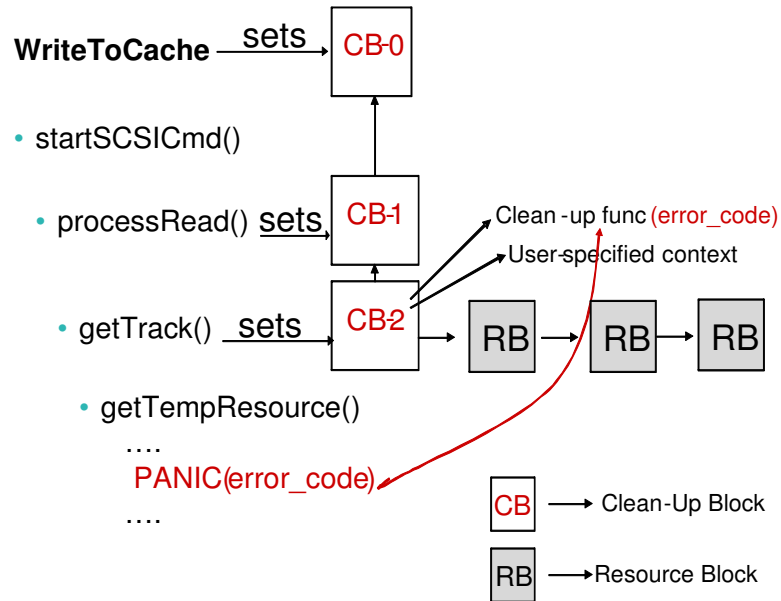 WriteToCache sets CB-0
• startSCSICmd()
• processRead() sets CB-1
Clean-up func (error_code)
User-specified context
• getTrack() sets CB-2
RB RB RB
• getTempResource()
....
PANIC(error_code)
....
CB Clean-Up Block
RB Resource Block